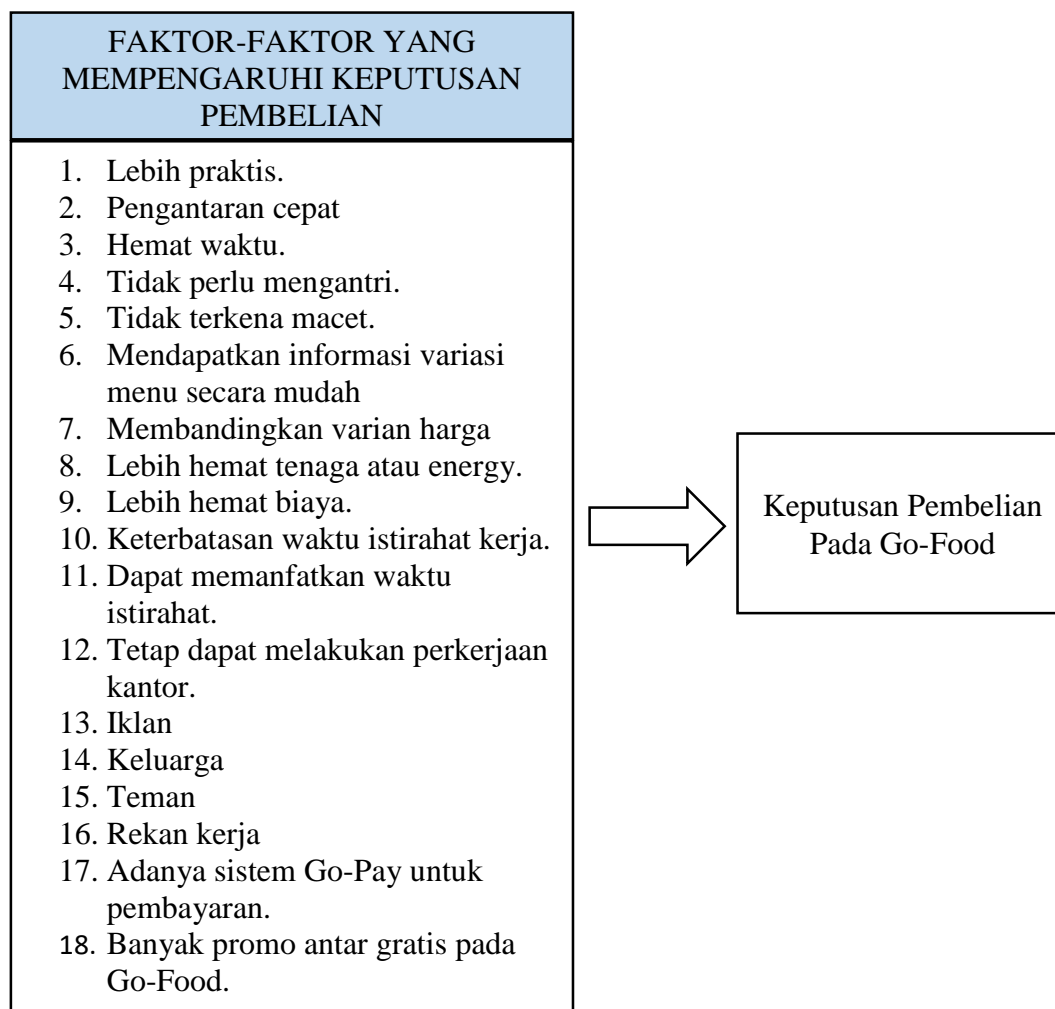 FAKTOR-FAKTOR YANG
MEMPENGARUHI KEPUTUSAN
PEMBELIAN
1. Lebih praktis.
2. Pengantaran cepat
3. Hemat waktu.
4. Tidak perlu mengantri.
5. Tidak terkena macet.
6. Mendapatkan informasi variasi
menu secara mudah
7. Membandingkan varian harga
8. Lebih hemat tenaga atau energy.
9. Lebih hemat biaya.
10. Keterbatasan waktu istirahat kerja.
11. Dapat memanfatkan waktu
istirahat.
12. Tetap dapat melakukan perkerjaan
kantor.
13. Iklan
14. Keluarga
15. Teman
16. Rekan kerja
17. Adanya sistem Go-Pay untuk
pembayaran.
18. Banyak promo antar gratis pada
Go-Food.
Keputusan Pembelian
Pada Go-Food